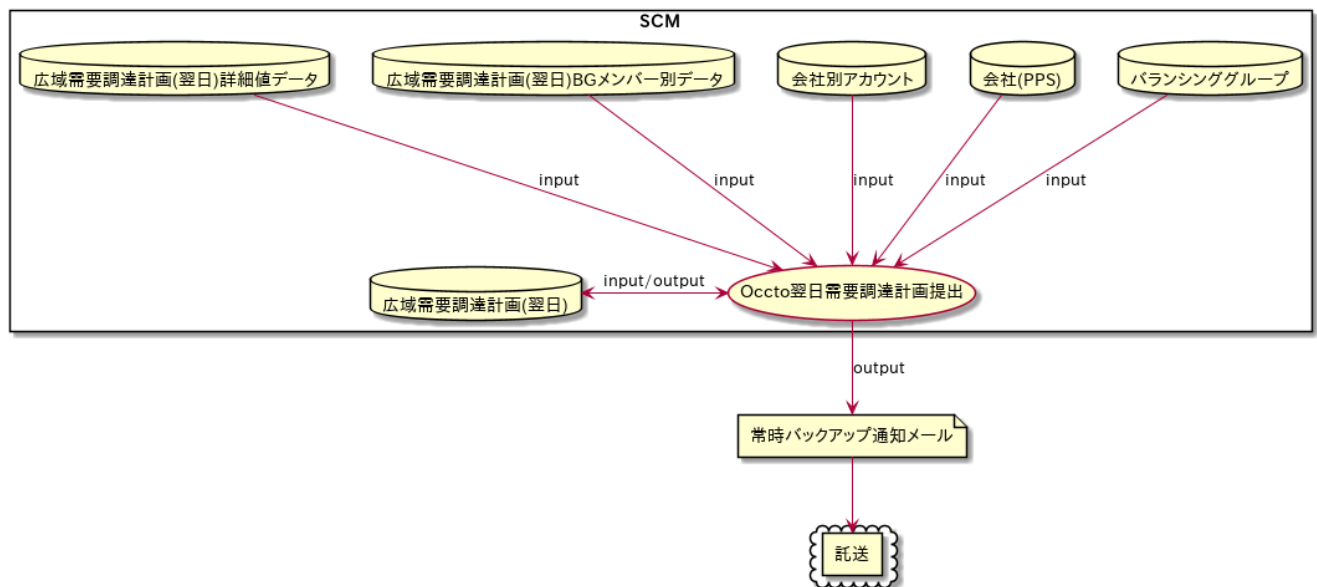 SCM
広域需要調達計画(翌日)詳細値データ
広域需要調達計画(翌日)BGメンバー別データ
会社別アカウント
会社(PPS)
バランシンググループ
input
input
input
input
input
広域需要調達計画(翌日)
input/output
Occto翌日需要調達計画提出
output
常時バックアップ通知メール
託送